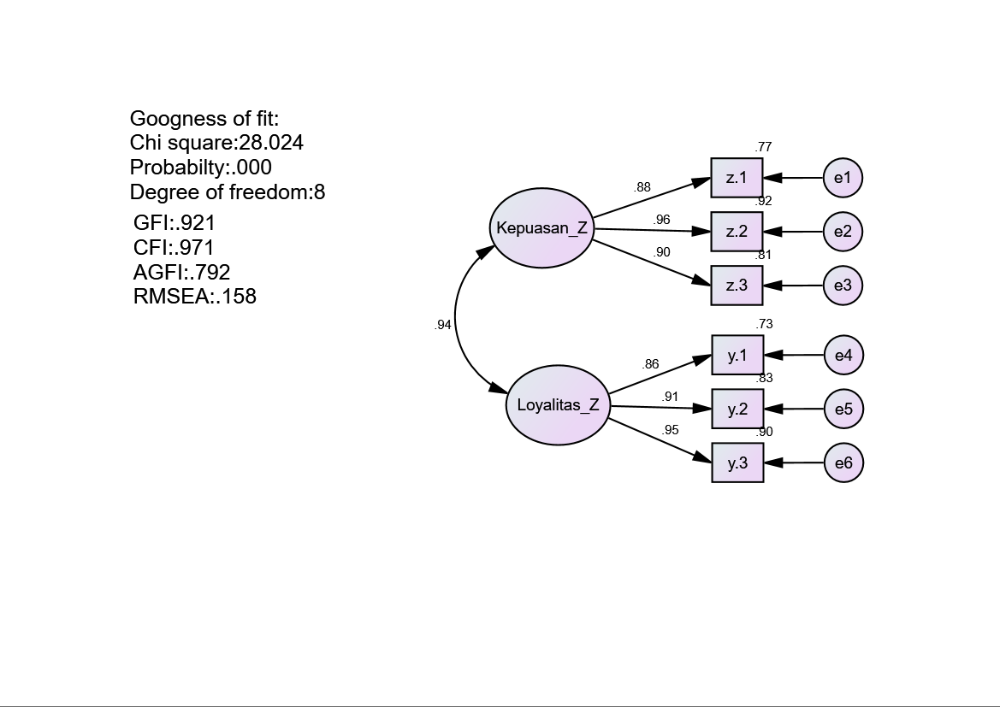 Googness of fit:
Chi square:28.024
Probabilty:.000
Degree of freedom:8
GFI:.921
CFI:.971
AGFI:.792
RMSEA:.158
.77
z.1
e1
.88
.92
Kepuasan_Z
.96
z.2
e2
.90
.81
z.3
e3
.94
.73
y.1
e4
.86
.83
Loyalitas_Z
.91
y.2
e5
.95
.90
y.3
e6